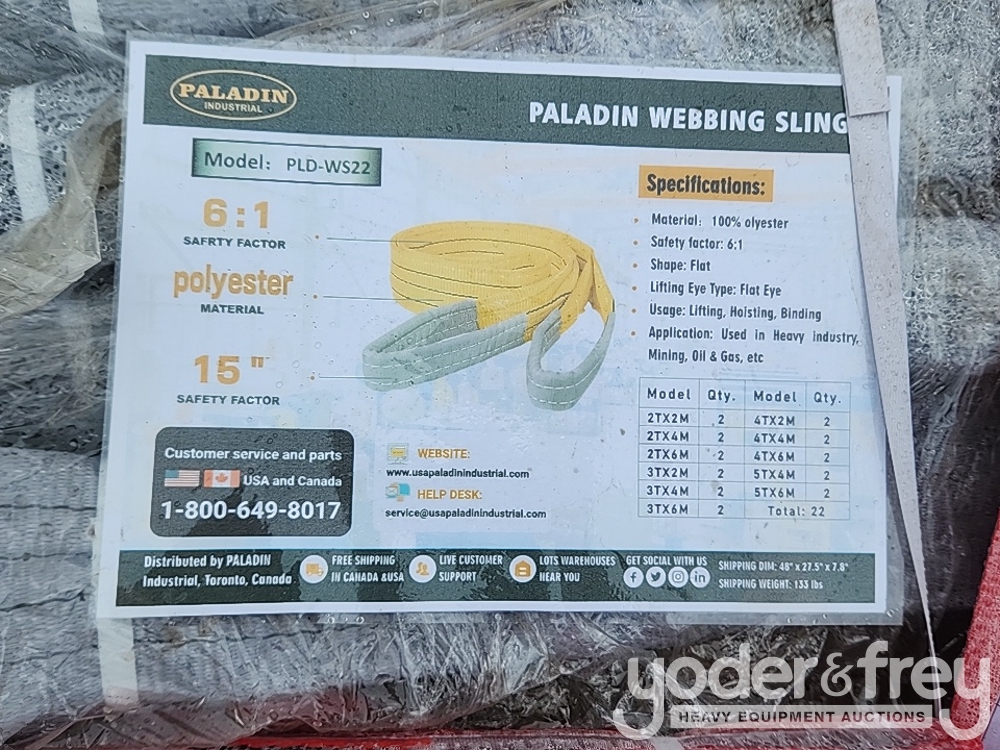 PALADIN
INDUSTRIAL
PALADIN WEBBING SLING
Model: PLD-WS22
6:1
SAFRTY FACTOR
polyester
MATERIAL
15"
SAFETY FACTOR
Specifications:
• Material: 100% olyester
• Safety factor: 6:1
• Shape: Flat
• Lifting Eye Type: Flat Eye
• Usage: Lifting, Hoisting, Binding
• Application: Used in Heavy industry,
Mining, Oil & Gas, etc
Model Qty. Model Qty.
2TX2M 2 4TX2M 2
2TX4M 2 4TX4M 2
2TX6M 2 4TX6M 2
3TX2M 2 5TX4M 2
3TX4M 2 5TX6M 2
3TX6M 2 Total: 22
Customer service and parts
USA and Canada
1-800-649-8017
WEBSITE:
www.usapaladinindustrial.com
HELP DESK:
service@usapaladinindustrial.com
Distributed by PALADIN
Industrial, Toronto, Canada
FREE SHIPPING
IN CANADA &USA
LIVE CUSTOMER
SUPPORT
LOTS WAREHOUSES
NEAR YOU
GET SOCIAL WITH US
SHIPPING DIM: 48" x 27.5" x 7.8"
SHIPPING WEIGHT: 133 lbs
yoder&frey
HEAVY EQUIPMENT AUCTIONS